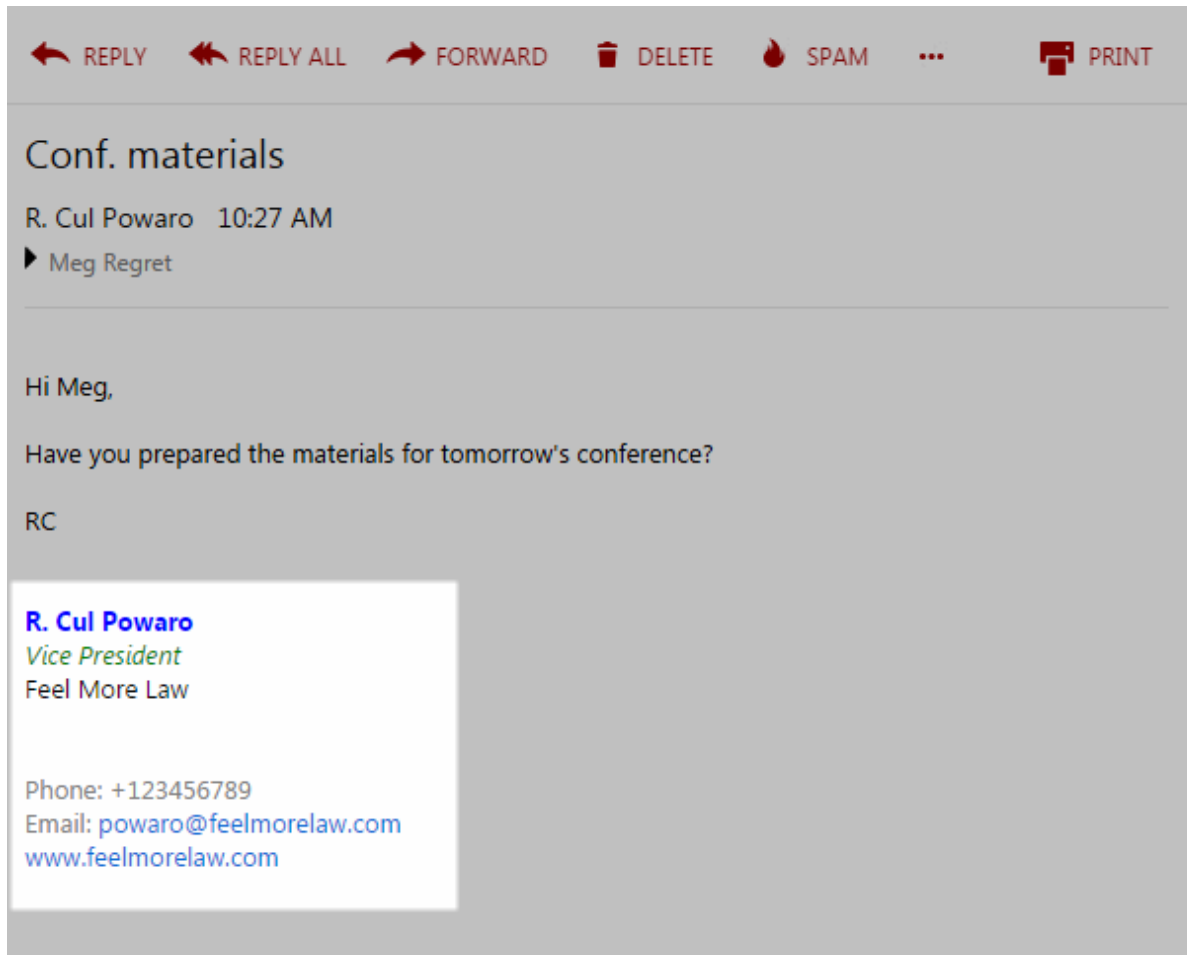 REPLY REPLY ALL FORWARD DELETE SPAM ... PRINT
Conf. materials
R. Cul Powaro 10:27 AM
Meg Regret
Hi Meg,
Have you prepared the materials for tomorrow's conference?
RC
R. Cul Powaro
Vice President
Feel More Law
Phone: +123456789
Email: powaro@feelmorelaw.com
www.feelmorelaw.com